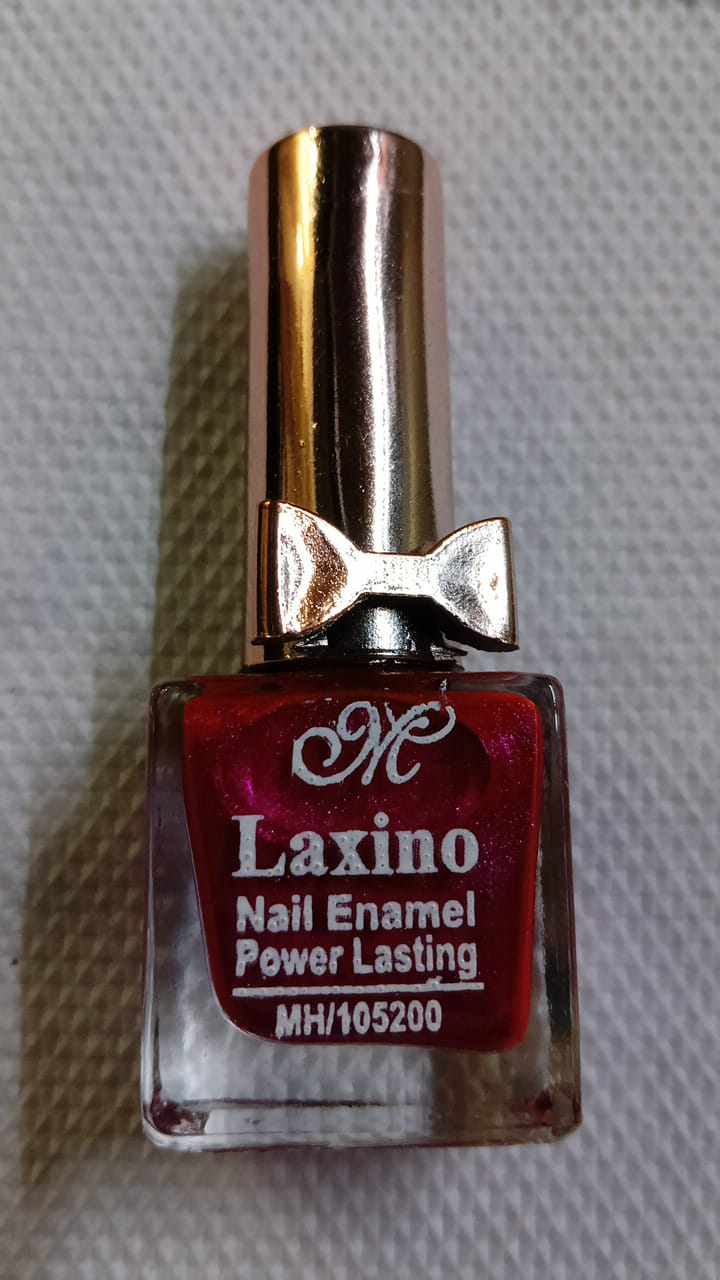 M
Laxino
Nail Enamel
Power Lasting
MH/105200